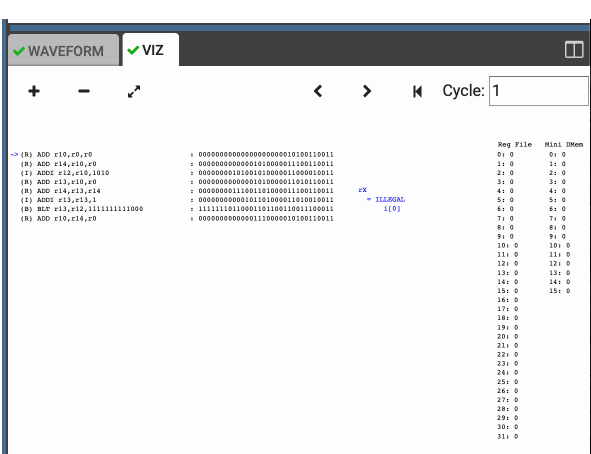 WAVEFORM VIZ
Cycle: 1
Reg File Mini DMem
-> (R) ADD r10,r0,r0 : 00000000000000000000010100110011 0: 0 0: 0
(R) ADD r14,r10,r0 : 00000000000001010000011100110011 1: 0 1: 0
(I) ADDI r12,r10,1010 : 00000000101001010000011000010011 2: 0 2: 0
(R) ADD r13,r10,r0 : 00000000000001010000011010110011 3: 0 3: 0
(R) ADD r14,r13,r14 : 00000000111001101000011100110011 rX 4: 0 4: 0
(I) ADDI r13,r13,1 : 00000000000101101000011010010011 = ILLEGAL 5: 0 5: 0
(B) BLT r13,r12,1111111111000 : 11111110110001101100110011100011 i[0] 6: 0 6: 0
(R) ADD r10,r14,r0 : 00000000000001110000010100110011 7: 0 7: 0
8: 0 8: 0
9: 0 9: 0
10: 0 10: 0
11: 0 11: 0
12: 0 12: 0
13: 0 13: 0
14: 0 14: 0
15: 0 15: 0
16: 0
17: 0
18: 0
19: 0
20: 0
21: 0
22: 0
23: 0
24: 0
25: 0
26: 0
27: 0
28: 0
29: 0
30: 0
31: 0